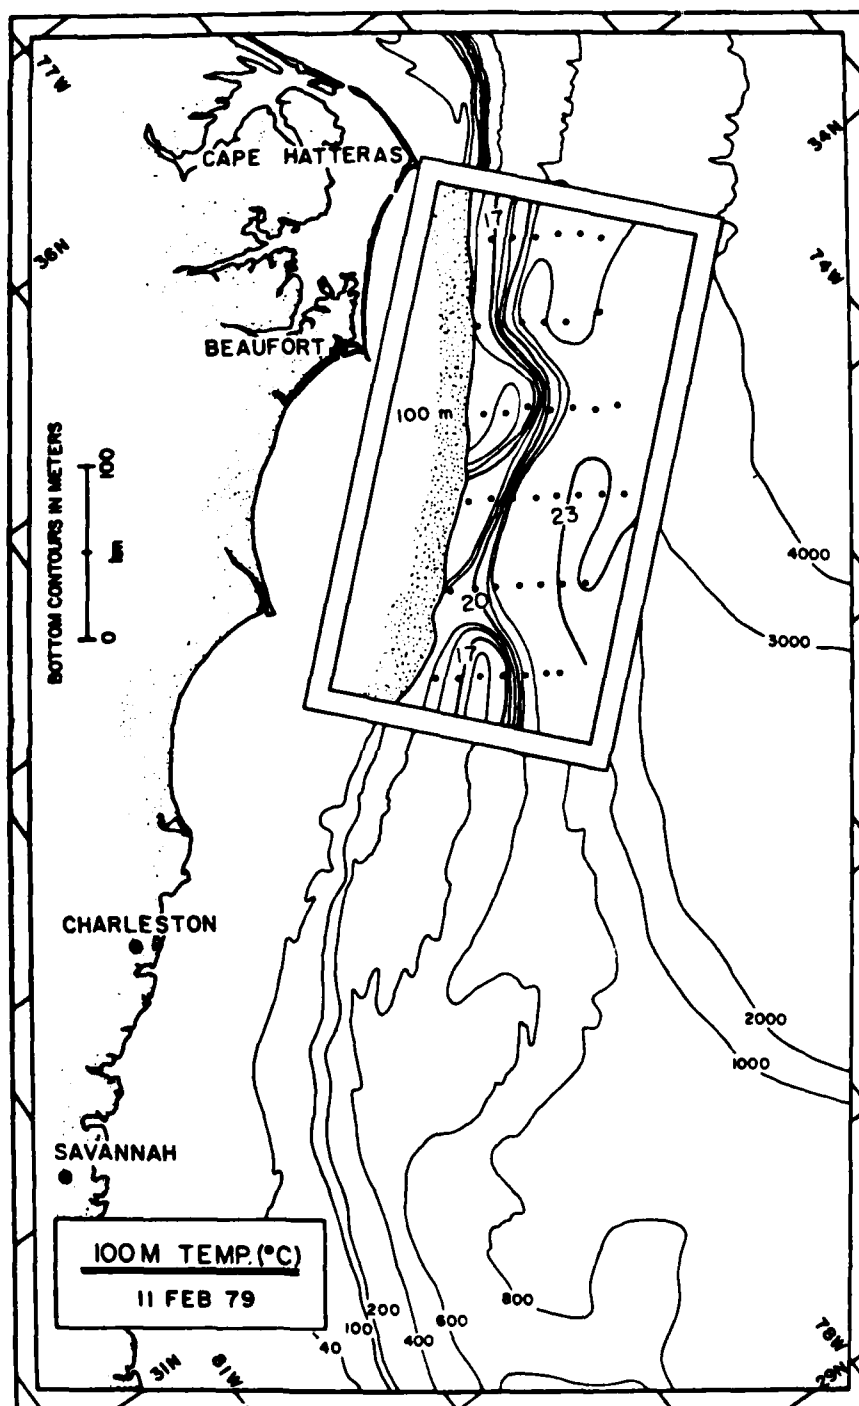 77W
34N
CAPE HATTERAS
17
36N
74W
BEAUFORT
100 m
BOTTOM CONTOURS IN METERS
100
km
0
23
4000
20
3000
17
CHARLESTON
2000
1000
SAVANNAH
100M TEMP.(°C)
11 FEB 79
800
600
200
100
400
40
31N
81W
78W
29N